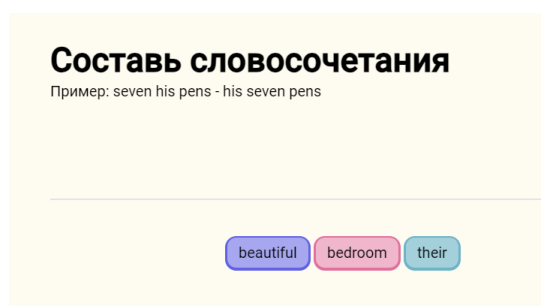 Составь словосочетания
Пример: seven his pens - his seven pens
beautiful bedroom their